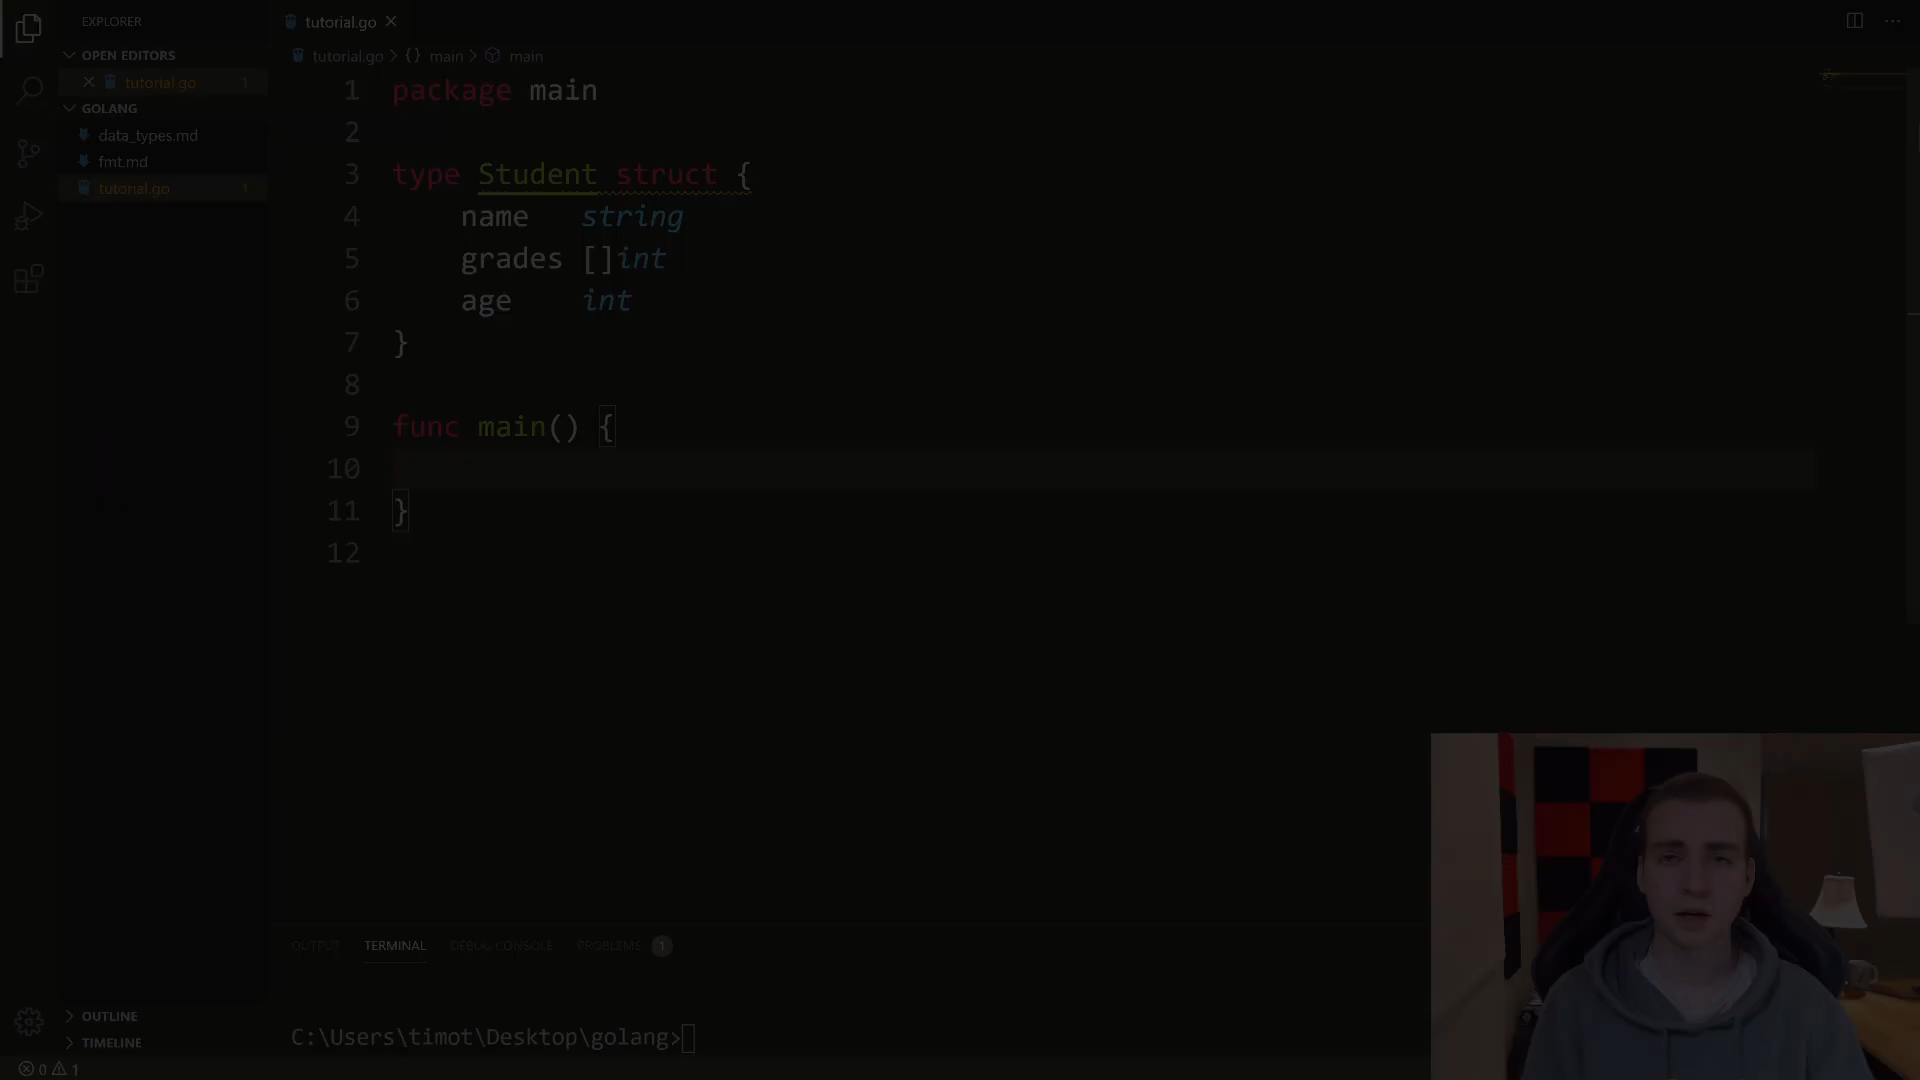 EXPLORER
OPEN EDITORS
tutorial.go 1
GOLANG
data_types.md
fmt.md
tutorial.go 1
OUTLINE
TIMELINE
0 1
tutorial.go
tutorial.go > {} main > main
1 package main
2
3 type Student struct {
4 name string
5 grades []int
6 age int
7 }
8
9 func main() {
10
11 }
12
OUTPUT TERMINAL DEBUG CONSOLE PROBLEMS 1
C:\Users\timot\Desktop\golang>